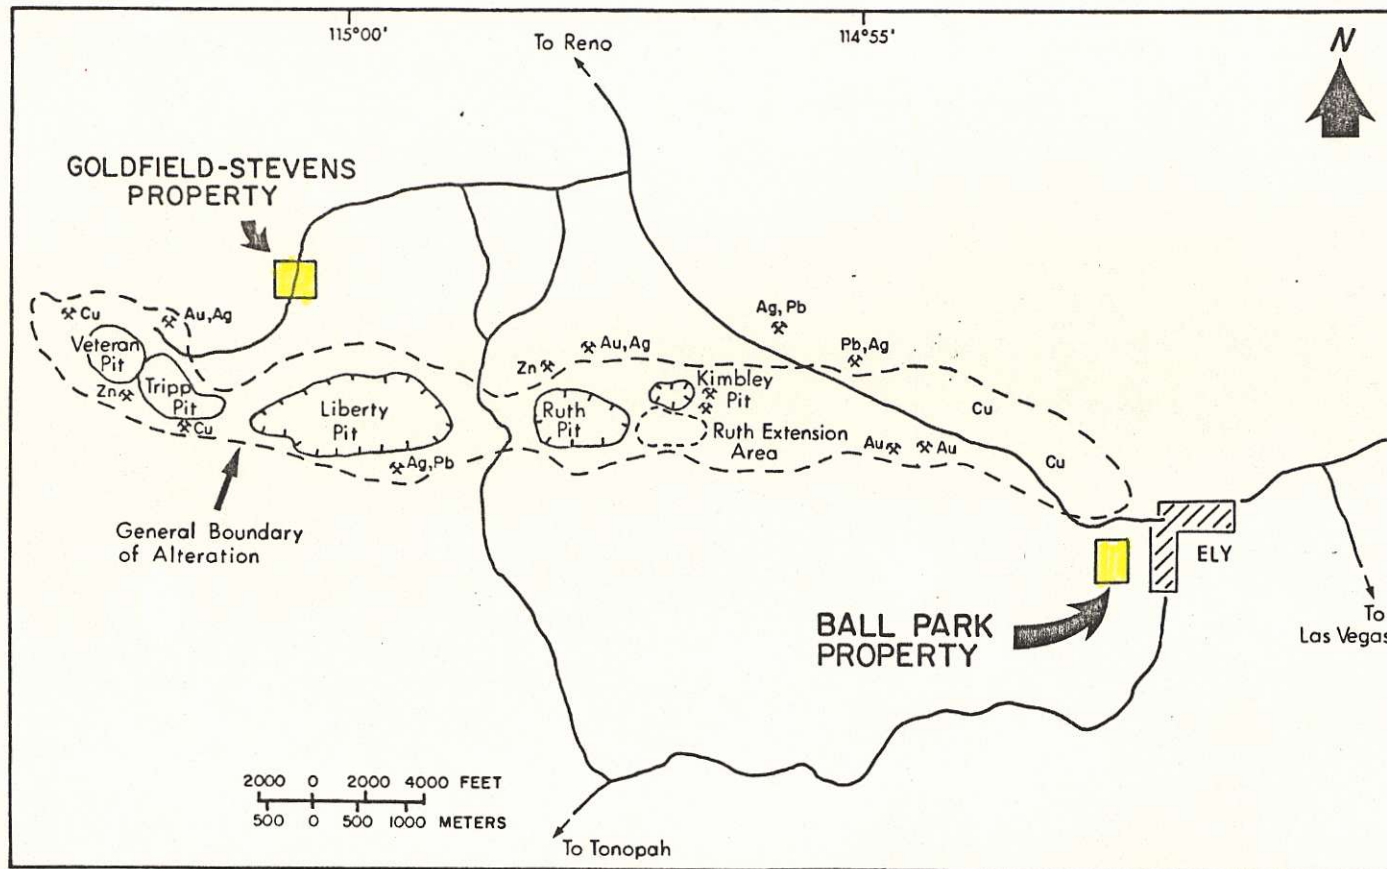 115°00'
114°55'
To Reno
N
GOLDFIELD-STEVENS
PROPERTY
Cu
Au,Ag
Ag,Pb
Veteran
Pit
Zn
Tripp
Pit
Cu
Liberty
Pit
Ag,Pb
Zn
Au,Ag
Ruth
Pit
Kimbley
Pit
Pb,Ag
Cu
Ruth Extension
Area
Au
Au
Cu
General Boundary
of Alteration
ELY
BALL PARK
PROPERTY
To
Las Vegas
2000 0 2000 4000 FEET
500 0 500 1000 METERS
To Tonopah